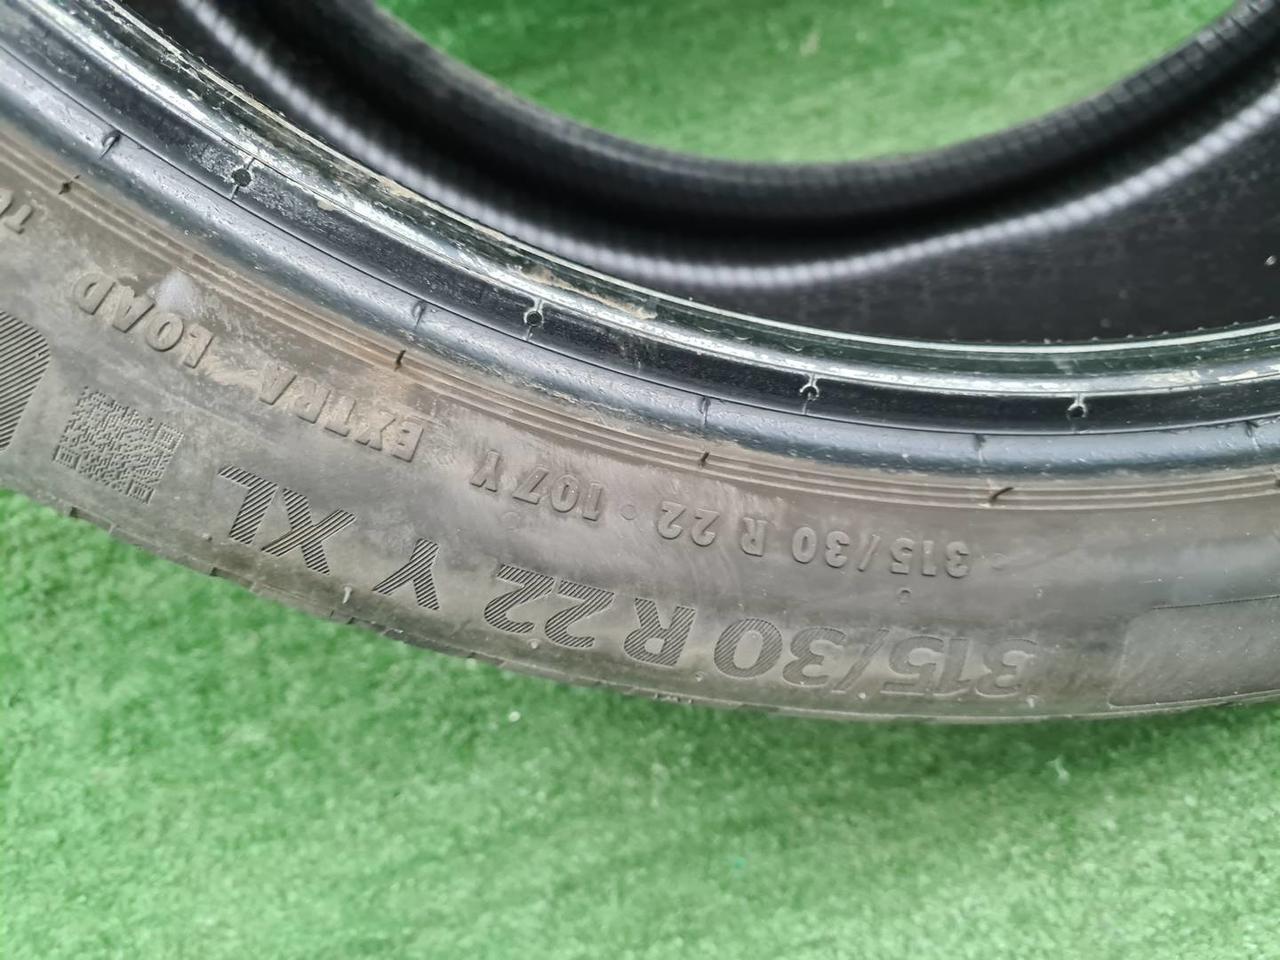 315/30 R 22 Y XL
315/30 R 22 · 107 Y EXTRA LOAD